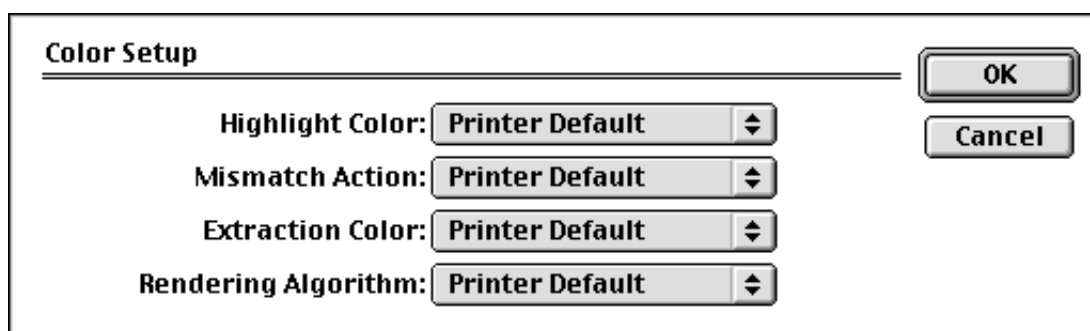 Color Setup
OK
Highlight Color: Printer Default
Cancel
Mismatch Action: Printer Default
Extraction Color: Printer Default
Rendering Algorithm: Printer Default